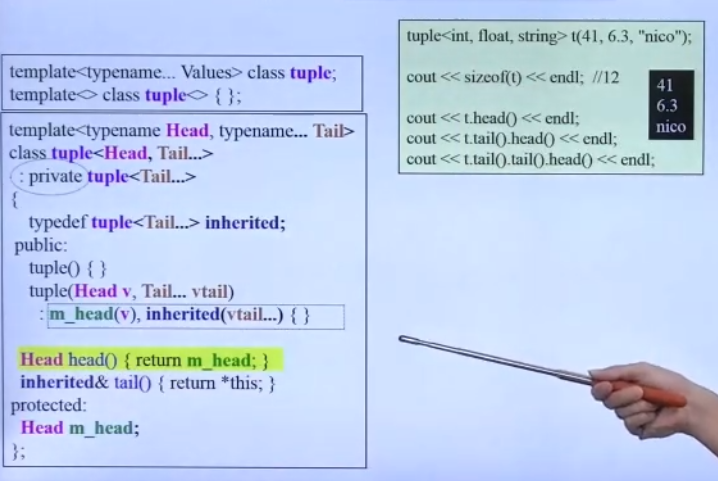 template<typename... Values> class tuple;
template<> class tuple<> { };
template<typename Head, typename... Tail>
class tuple<Head, Tail...>
: private tuple<Tail...>
{
typedef tuple<Tail...> inherited;
public:
tuple() { }
tuple(Head v, Tail... vtail)
: m_head(v), inherited(vtail...) { }
Head head() { return m_head; }
inherited& tail() { return *this; }
protected:
Head m_head;
};
tuple<int, float, string> t(41, 6.3, "nico");
cout << sizeof(t) << endl; //12
cout << t.head() << endl;
cout << t.tail().head() << endl;
cout << t.tail().tail().head() << endl;
41
6.3
nico